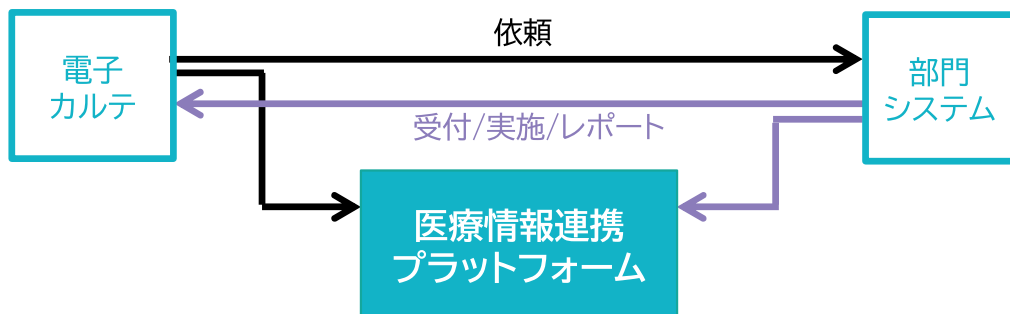 依頼
電子
カルテ
部門
システム
受付/実施/レポート
医療情報連携
プラットフォーム